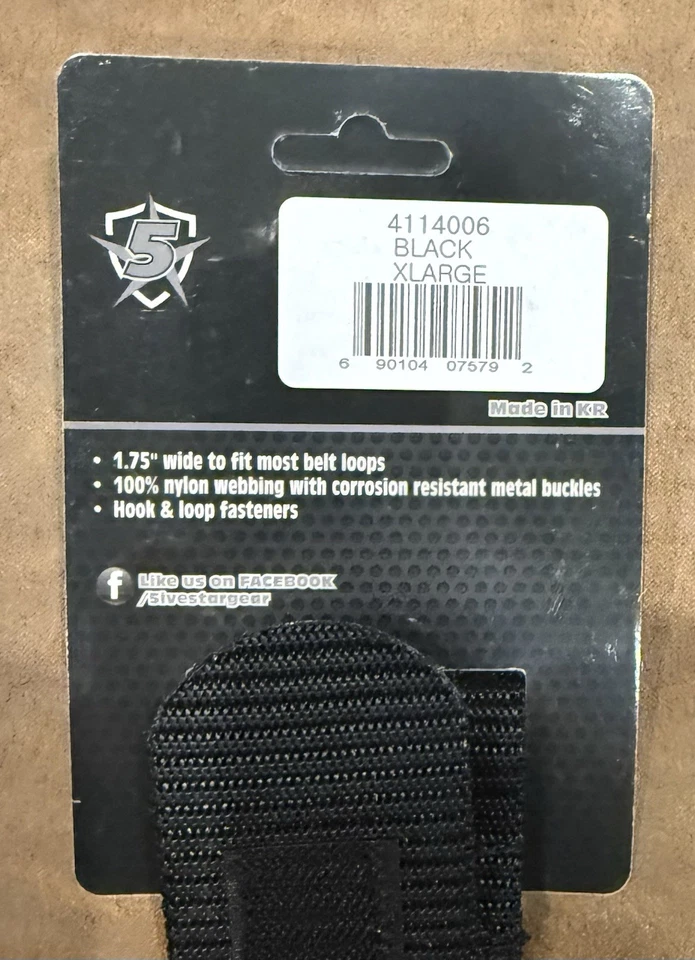 5
4114006
BLACK
XLARGE
6 90104 07579 2
Made in KR
• 1.75" wide to fit most belt loops
• 100% nylon webbing with corrosion resistant metal buckles
• Hook & loop fasteners
f Like us on FACEBOOK
/5ivestargear